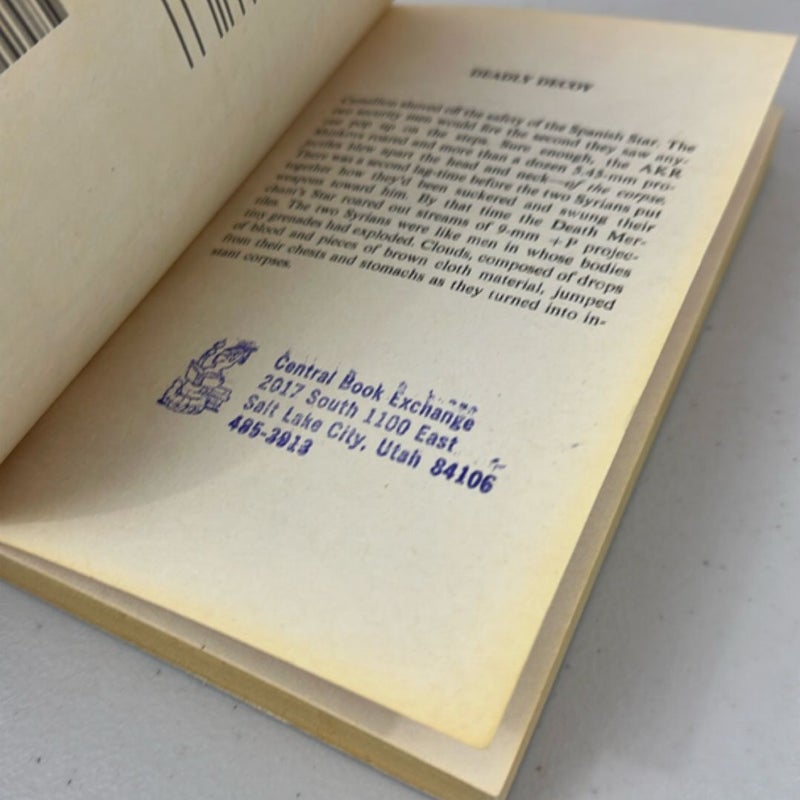 DEADLY DECOY
Camellion shoved off the safety of the Spanish Star. The
two security men would fire the second they saw any-
one pop up on the steps. Sure enough, the AKR
Krinkovs roared and more than a dozen 5.45-mm pro-
jectiles blew apart the head and neck—of the corpse.
There was a second lag-time before the two Syrians put
together how they'd been suckered and swung their
weapons toward him. By that time the Death Mer-
chant's Star roared out streams of 9-mm +P projec-
tiles. The two Syrians were like men in whose bodies
tiny grenades had exploded. Clouds, composed of drops
of blood and pieces of brown cloth material, jumped
from their chests and stomachs as they turned into in-
stant corpses.
Central Book Exchange
2017 South 1100 East
Salt Lake City, Utah 84106
485-3913